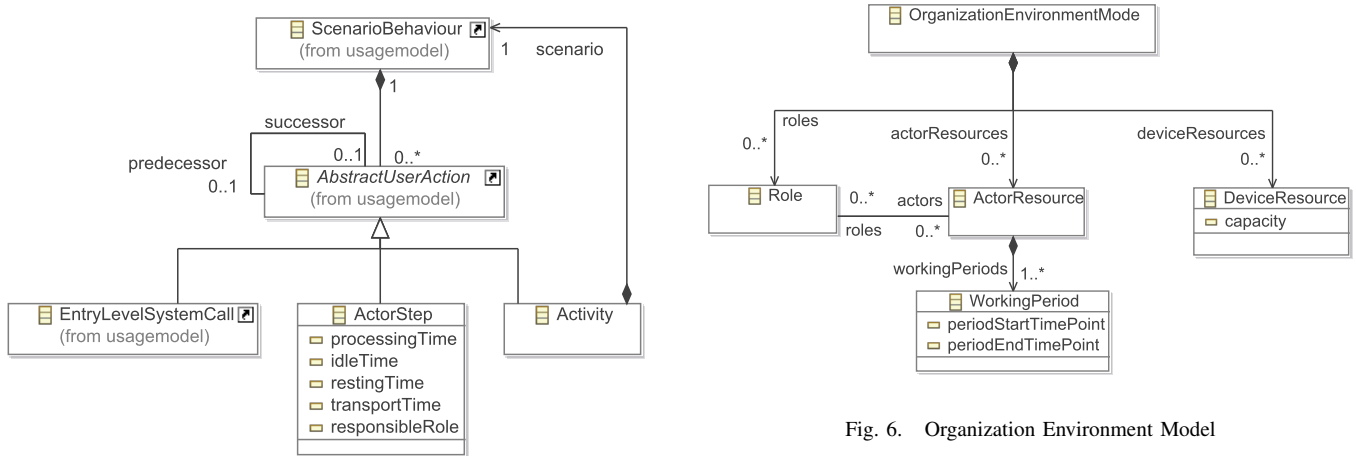 ScenarioBehaviour
(from usagemodel)
1
scenario
1
successor
0..1
0..*
predecessor
0..1
AbstractUserAction
(from usagemodel)
EntryLevelSystemCall
(from usagemodel)
ActorStep
processingTime
idleTime
restingTime
transportTime
responsibleRole
Activity
OrganizationEnvironmentMode
roles
0..*
actorResources
0..*
deviceResources
0..*
Role
0..*
actors
roles
0..*
ActorResource
DeviceResource
capacity
workingPeriods
1..*
WorkingPeriod
periodStartTimePoint
periodEndTimePoint
Fig. 6. Organization Environment Model